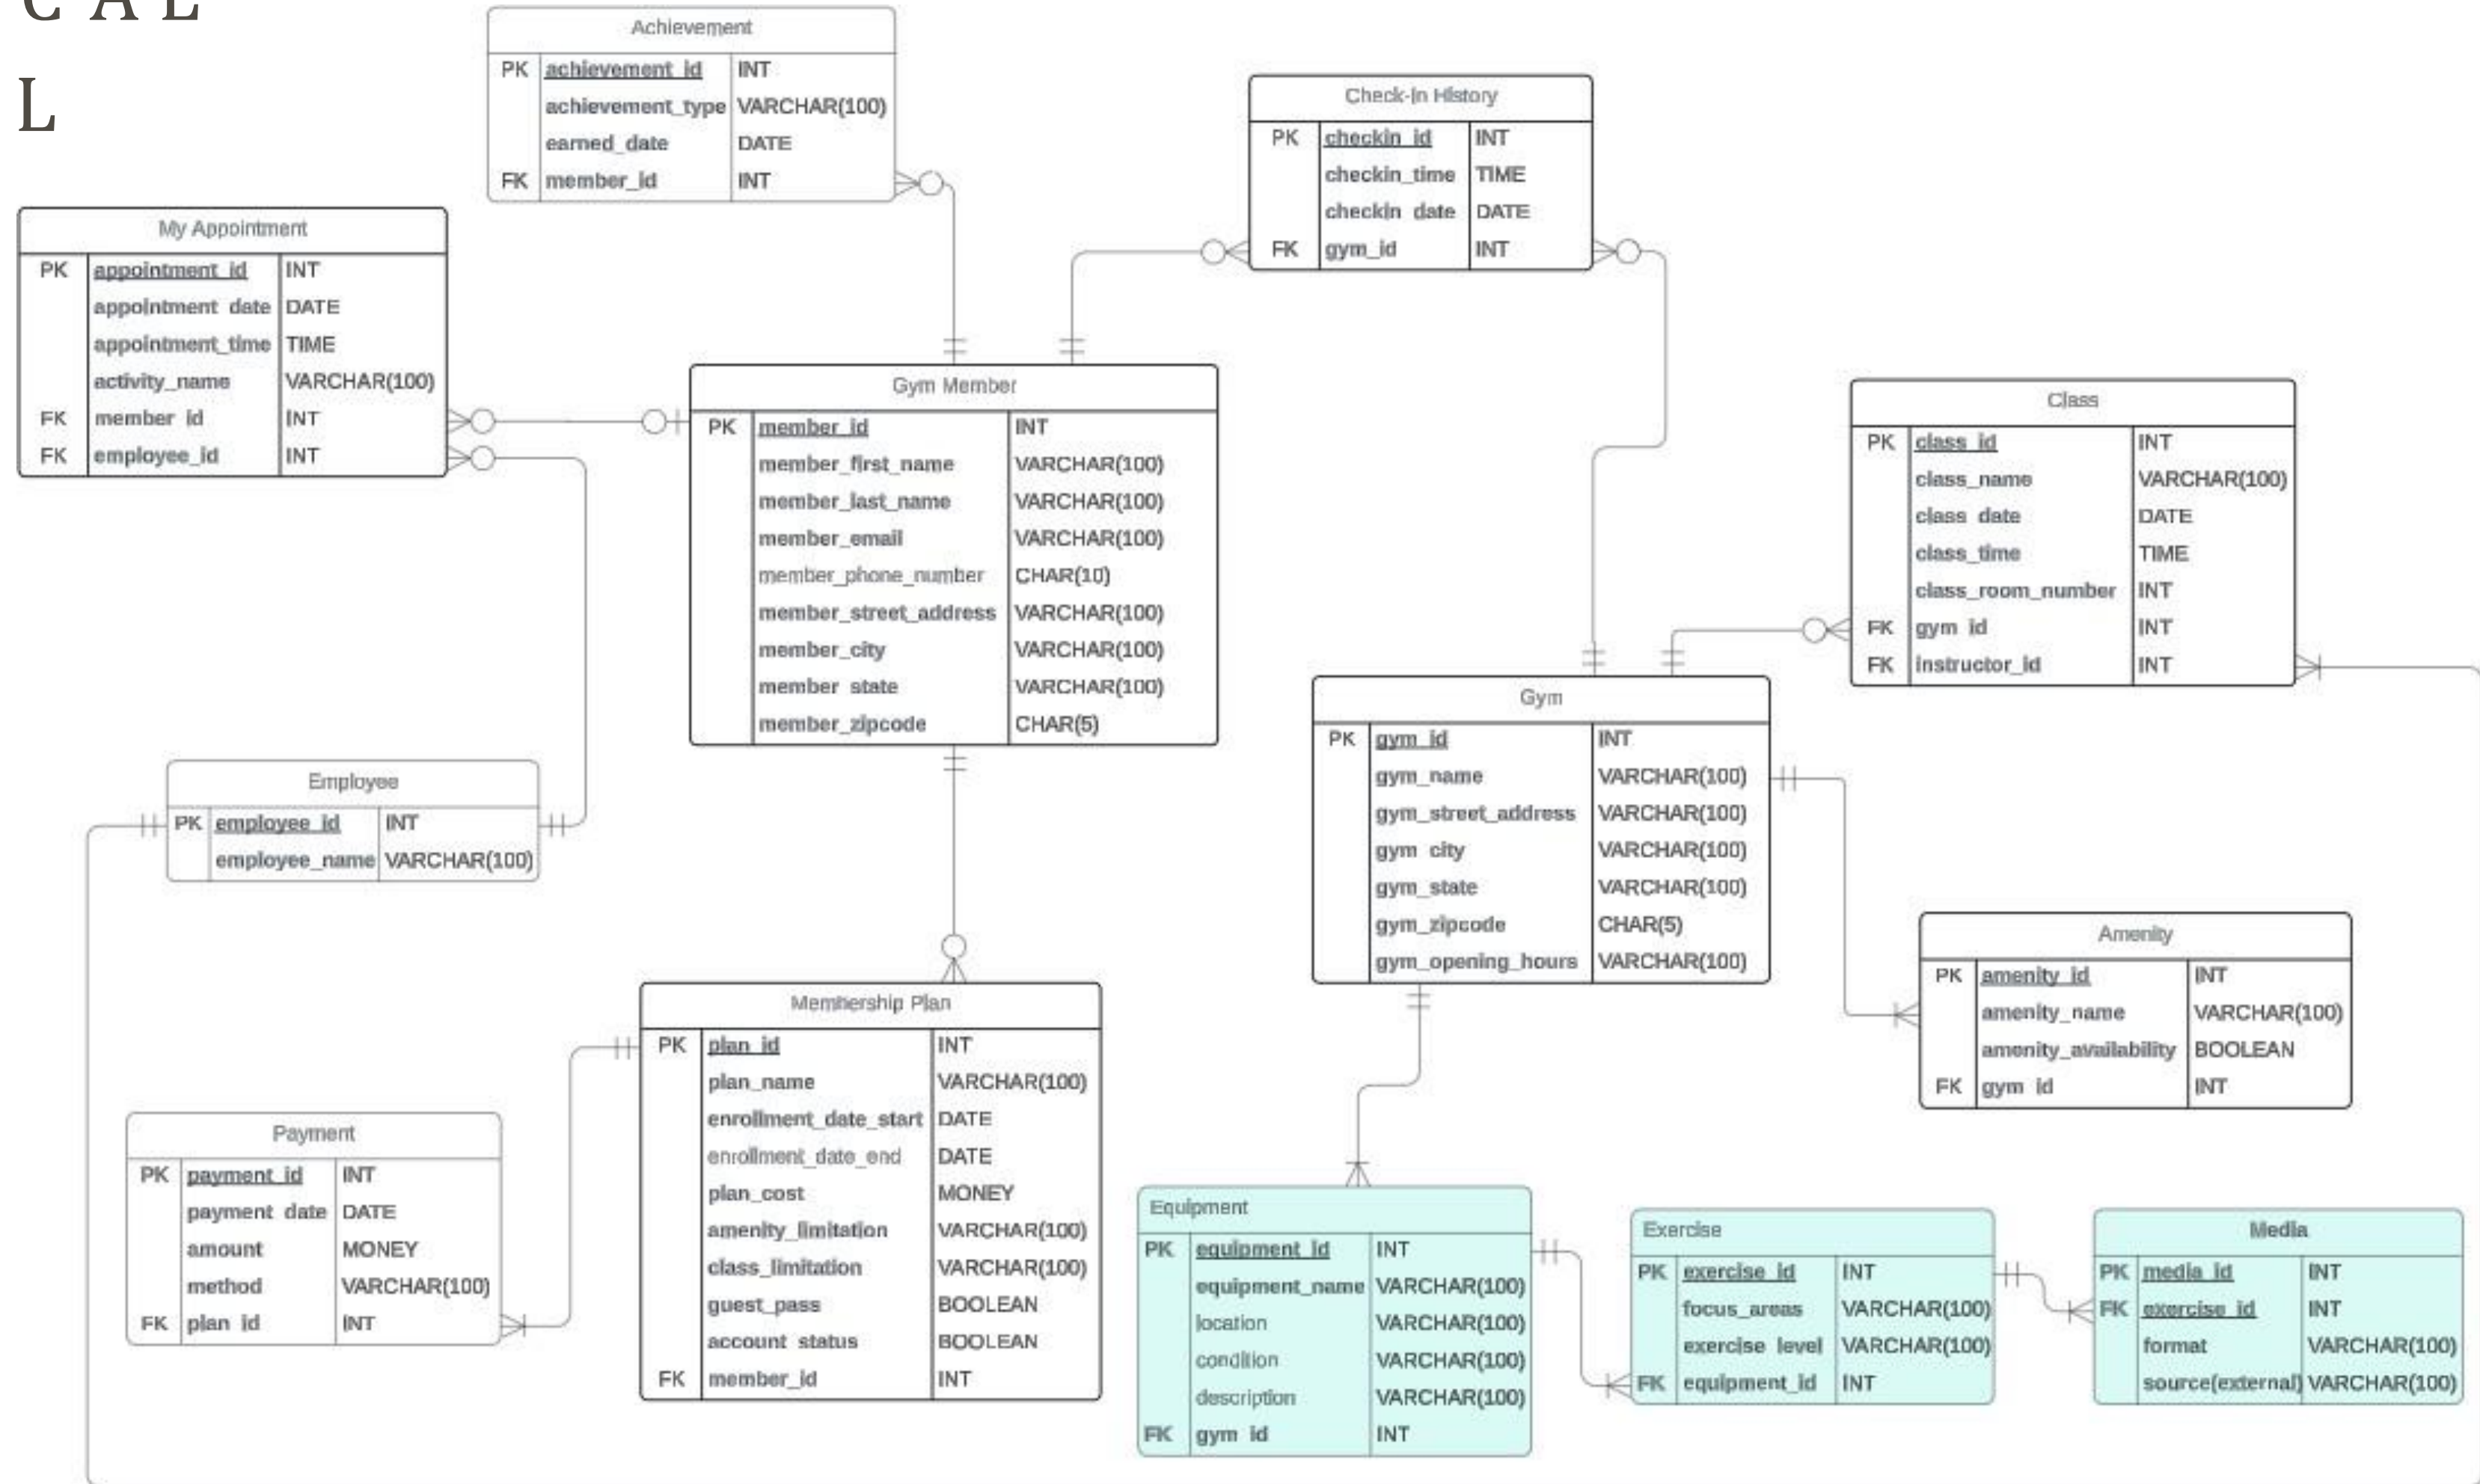 C A L
L
Achievement
PK achievement_id INT
achievement_type VARCHAR(100)
earned_date DATE
FK member_id INT
Check-In History
PK checkin_id INT
checkin_time TIME
checkin_date DATE
FK gym_id INT
My Appointment
PK appointment_id INT
appointment_date DATE
appointment_time TIME
activity_name VARCHAR(100)
FK member_id INT
FK employee_id INT
Gym Member
PK member_id INT
member_first_name VARCHAR(100)
member_last_name VARCHAR(100)
member_email VARCHAR(100)
member_phone_number CHAR(10)
member_street_address VARCHAR(100)
member_city VARCHAR(100)
member_state VARCHAR(100)
member_zipcode CHAR(5)
Class
PK class_id INT
class_name VARCHAR(100)
class_date DATE
class_time TIME
class_room_number INT
FK gym_id INT
FK instructor_id INT
Gym
PK gym_id INT
gym_name VARCHAR(100)
gym_street_address VARCHAR(100)
gym_city VARCHAR(100)
gym_state VARCHAR(100)
gym_zipcode CHAR(5)
gym_opening_hours VARCHAR(100)
Employee
PK employee_id INT
employee_name VARCHAR(100)
Amenity
PK amenity_id INT
amenity_name VARCHAR(100)
amenity_availability BOOLEAN
FK gym_id INT
Membership Plan
PK plan_id INT
plan_name VARCHAR(100)
enrollment_date_start DATE
enrollment_date_end DATE
plan_cost MONEY
amenity_limitation VARCHAR(100)
class_limitation VARCHAR(100)
guest_pass BOOLEAN
account_status BOOLEAN
FK member_id INT
Payment
PK payment_id INT
payment_date DATE
amount MONEY
method VARCHAR(100)
FK plan_id INT
Equipment
PK equipment_id INT
equipment_name VARCHAR(100)
location VARCHAR(100)
condition VARCHAR(100)
description VARCHAR(100)
FK gym_id INT
Exercise
PK exercise_id INT
focus_areas VARCHAR(100)
exercise_level VARCHAR(100)
FK equipment_id INT
Media
PK media_id INT
FK exercise_id INT
format VARCHAR(100)
source(external) VARCHAR(100)